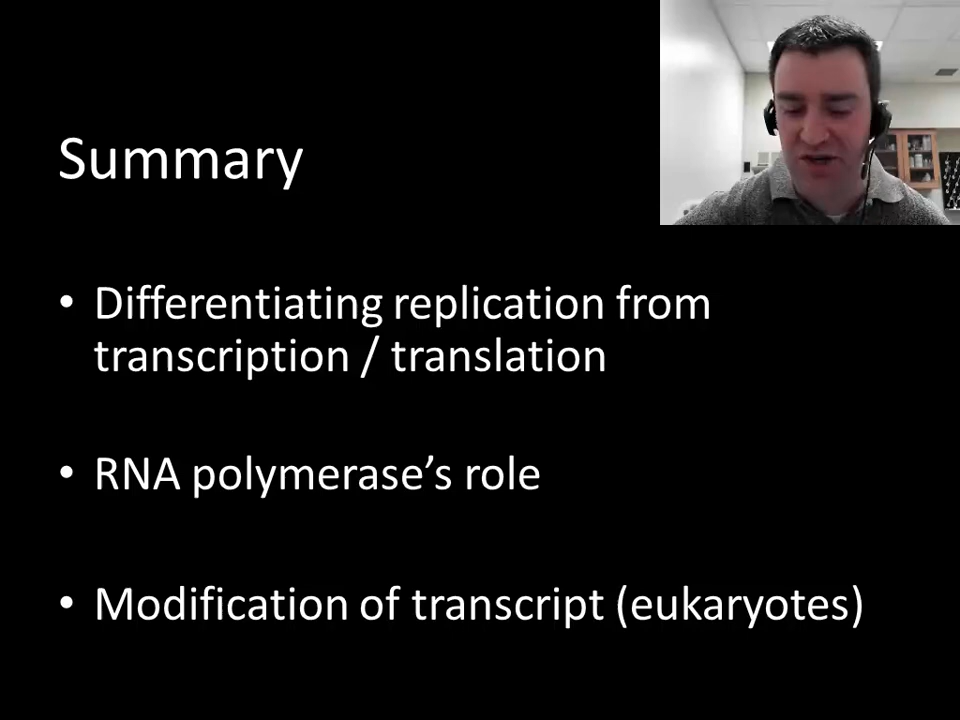 Summary
• Differentiating replication from
transcription / translation
• RNA polymerase’s role
• Modification of transcript (eukaryotes)